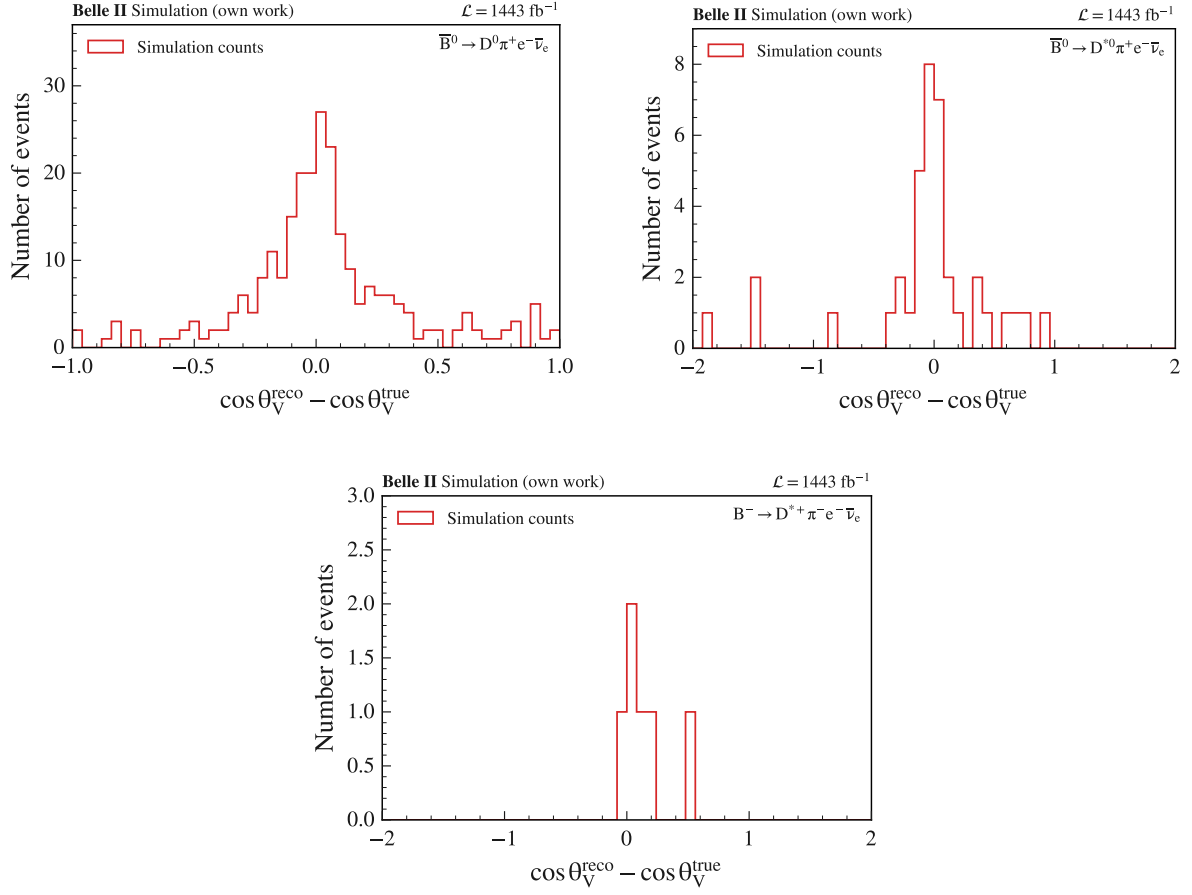 Belle II Simulation (own work) ℒ = 1443 fb⁻¹
Simulation counts
B̅⁰ → D⁰π⁺e⁻ν̅ₑ
Number of events
30
20
10
0
−1.0 −0.5 0.0 0.5 1.0
cos θ_V^reco − cos θ_V^true
Belle II Simulation (own work) ℒ = 1443 fb⁻¹
Simulation counts
B̅⁰ → D*⁰π⁺e⁻ν̅ₑ
Number of events
8
6
4
2
0
−2 −1 0 1 2
cos θ_V^reco − cos θ_V^true
Belle II Simulation (own work) ℒ = 1443 fb⁻¹
Simulation counts
B⁻ → D*⁺π⁻e⁻ν̅ₑ
Number of events
3.0
2.5
2.0
1.5
1.0
0.5
0.0
−2 −1 0 1 2
cos θ_V^reco − cos θ_V^true